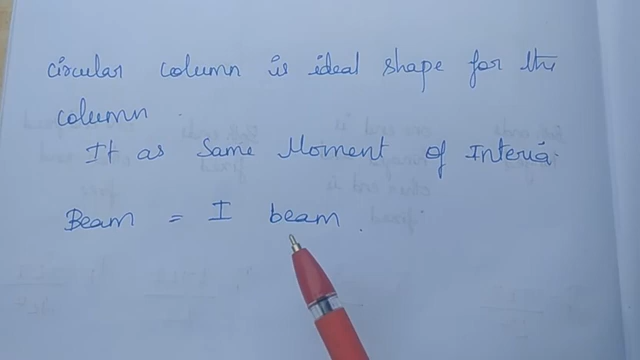 circular column is ideal shape for the
column.
It as Same Moment of Interia.
Beam = I beam.